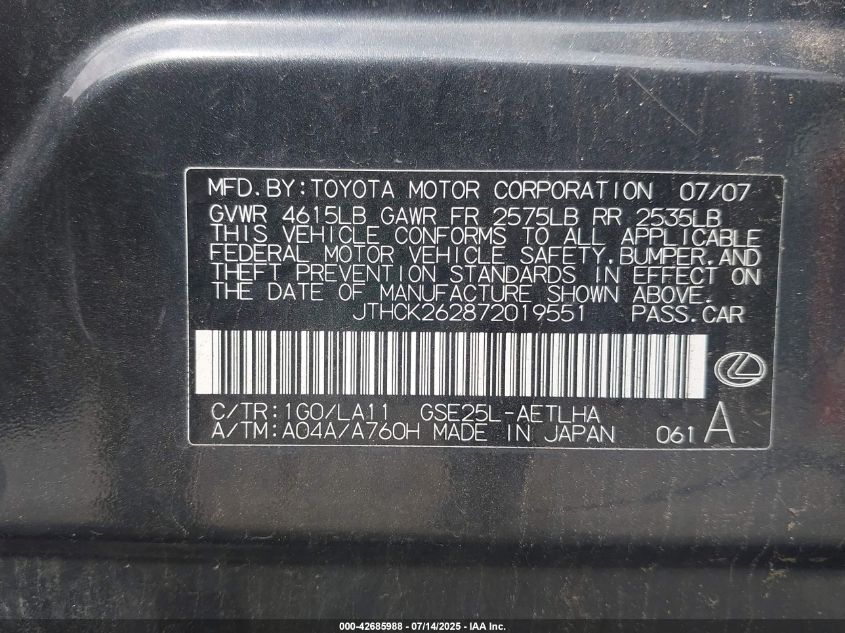 MFD.BY:TOYOTA MOTOR CORPORATION 07/07
GVWR 4615LB GAWR FR 2575LB RR 2535LB
THIS VEHICLE CONFORMS TO ALL APPLICABLE
FEDERAL MOTOR VEHICLE SAFETY,BUMPER,AND
THEFT PREVENTION STANDARDS IN EFFECT ON
THE DATE OF MANUFACTURE SHOWN ABOVE.
JTHCK262872019551 PASS.CAR
C/TR:1G0/LA11 GSE25L-AETLHA
A/TM:A04A/A760H MADE IN JAPAN 061 A
000-42685988 - 07/14/2025 - IAA Inc.